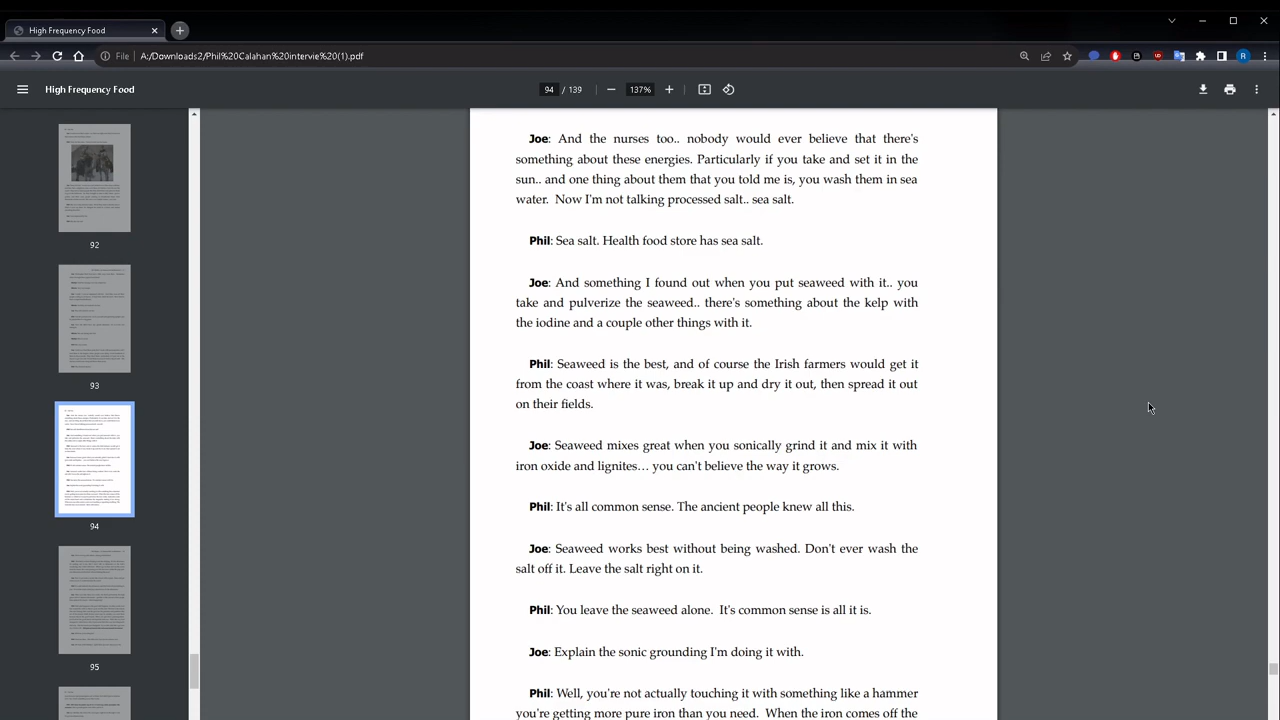 High Frequency Food
File A:/Downloads2/Phil%20Calahan%20intervie%20(1).pdf
R
High Frequency Food
94 / 139
137%
92
93
94
95
Joe: And the nurses too.. nobody would ever believe that there's
something about these energies. Particularly if you take and set it in the
sun.. and one thing about them that you told me is, you wash them in sea
water. Now I'm not talking processed salt.. sea salt.
Phil: Sea salt. Health food store has sea salt.
And something I found out when you put seaweed with it.. you
take and pulverize the seaweed.. there's something about the kelp with
the iodine and a couple other things with it.
Phil: Seaweed is the best, and of course the Irish farmers would get it
from the coast where it was, break it up and dry it out, then spread it out
on their fields.
Seaweed mixes great when you sonic grind it and mix it with
you can't believe the way it grows.
Phil: It's all common sense. The ancient people knew all this.
Seaweed works best without being washed. Don't ever wash the
salt off it. Leave the salt right on it.
Phil: You leave the seaweed alone. It's common sense is all it is.
Joe: Explain the sonic grounding I'm doing it with.
Well, you're not actually touching it with something like a hammer
you're getting more pure iron than you need. When the iron comes off the